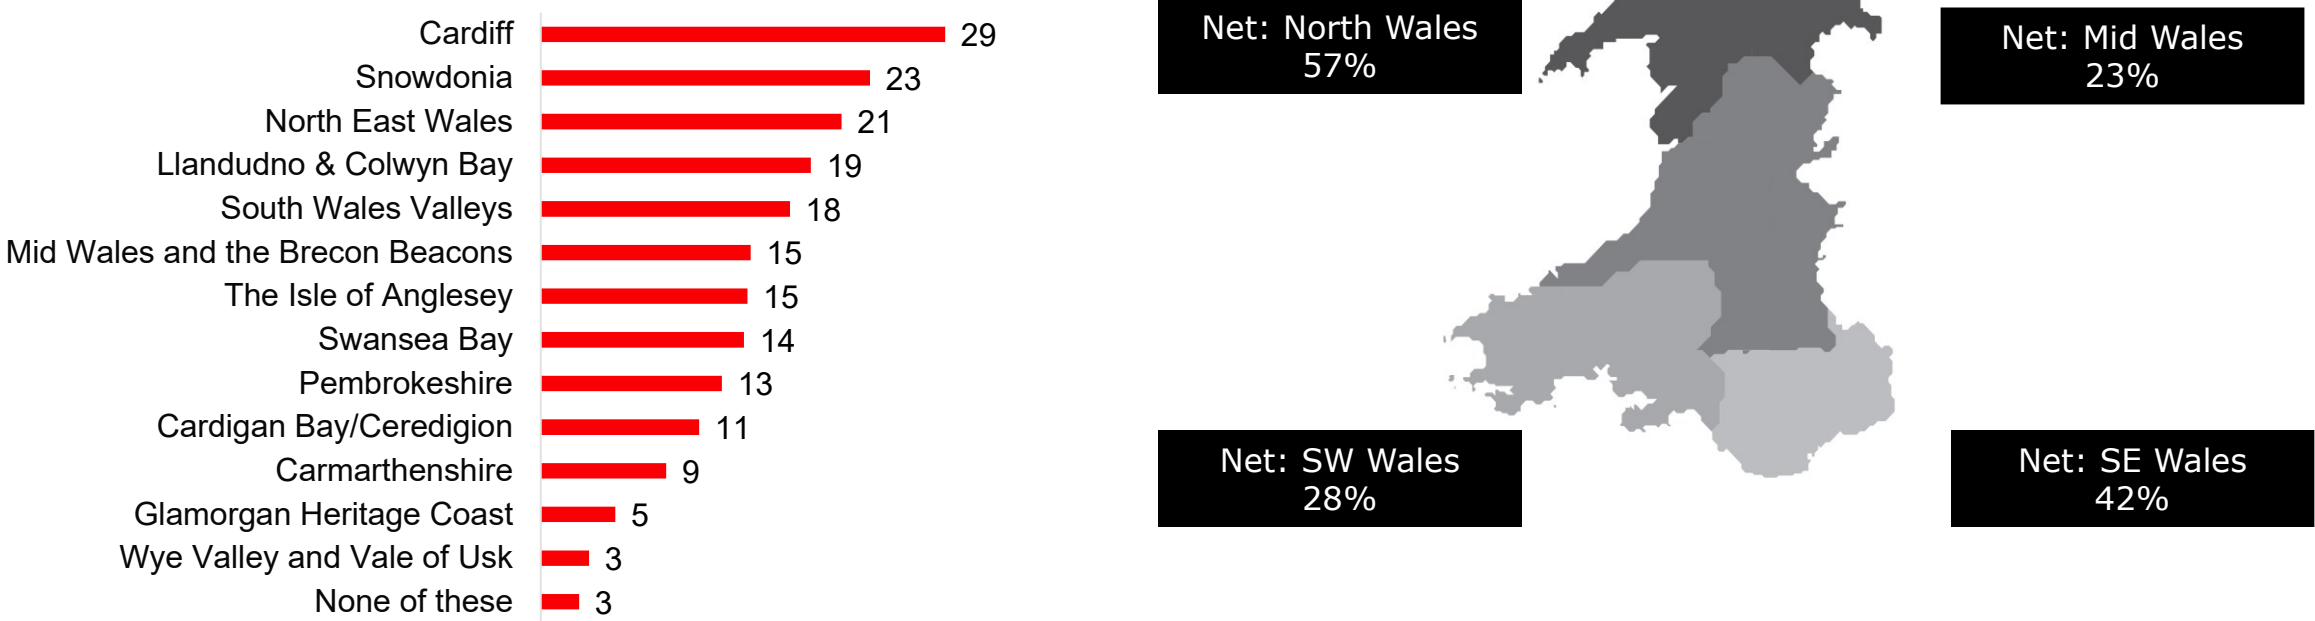 Cardiff 29
Snowdonia 23
North East Wales 21
Llandudno & Colwyn Bay 19
South Wales Valleys 18
Mid Wales and the Brecon Beacons 15
The Isle of Anglesey 15
Swansea Bay 14
Pembrokeshire 13
Cardigan Bay/Ceredigion 11
Carmarthenshire 9
Glamorgan Heritage Coast 5
Wye Valley and Vale of Usk 3
None of these 3
Net: North Wales
57%
Net: Mid Wales
23%
Net: SW Wales
28%
Net: SE Wales
42%